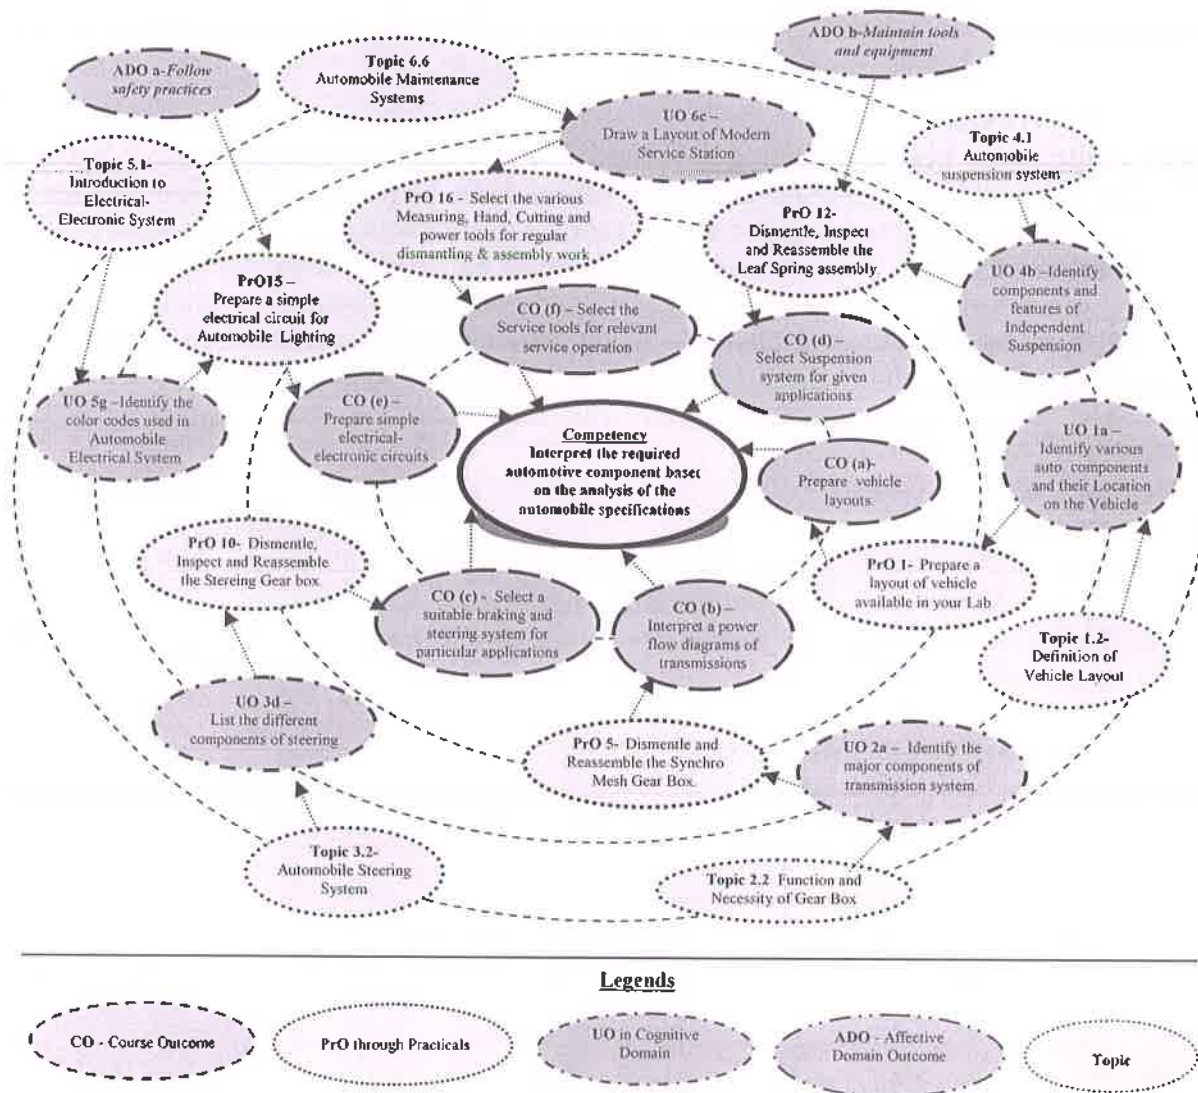 ADO b-Maintain tools
and equipment
ADO a-Follow
safety practices
Topic 6.6
Automobile Maintenance
Systems
UO 6c –
Draw a Layout of Modern
Service Station
Topic 4.1
Automobile
suspension system
Topic 5.1-
Introduction to
Electrical-
Electronic System
PrO 16 - Select the various
Measuring, Hand, Cutting and
power tools for regular
dismantling & assembly work
PrO 12-
Dismentle, Inspect
and Reassemble the
Leaf Spring assembly
UO 4b –Identify
components and
features of
Independent
Suspension
PrO15 –
Prepare a simple
electrical circuit for
Automobile Lighting
CO (f) – Select the
Service tools for relevant
service operation
CO (d) –
Select Suspension
system for given
applications
UO 5g –Identify the
color codes used in
Automobile
Electrical System
CO (e) –
Prepare simple
electrical-
electronic circuits
Competency
Interpret the required
automotive component based
on the analysis of the
automobile specifications
CO (a)-
Prepare vehicle
layouts.
UO 1a –
Identify various
auto components
and their Location
on the Vehicle
PrO 10- Dismentle,
Inspect and Reassemble
the Stereing Gear box.
CO (c) - Select a
suitable braking and
steering system for
particular applications
CO (b) –
Interpret a power
flow diagrams of
transmissions
PrO 1- Prepare a
layout of vehicle
available in your Lab
Topic 1.2-
Definition of
Vehicle Layout
UO 3d –
List the different
components of steering
PrO 5- Dismentle and
Reassemble the Synchro
Mesh Gear Box.
UO 2a – Identify the
major components of
transmission system
Topic 3.2-
Automobile Steering
System
Topic 2.2 Function and
Necessity of Gear Box
Legends
CO - Course Outcome
PrO through Practicals
UO in Cognitive
Domain
ADO - Affective
Domain Outcome
Topic